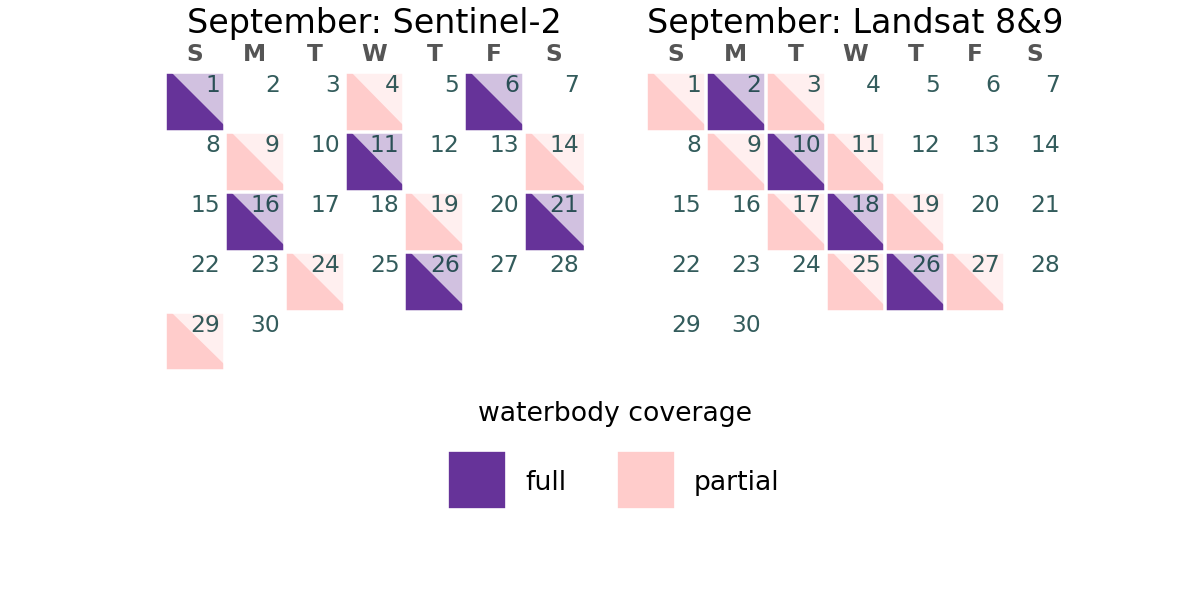 September: Sentinel-2
S M T W T F S
1 2 3 4 5 6 7
8 9 10 11 12 13 14
15 16 17 18 19 20 21
22 23 24 25 26 27 28
29 30
September: Landsat 8&9
S M T W T F S
1 2 3 4 5 6 7
8 9 10 11 12 13 14
15 16 17 18 19 20 21
22 23 24 25 26 27 28
29 30
waterbody coverage
full partial